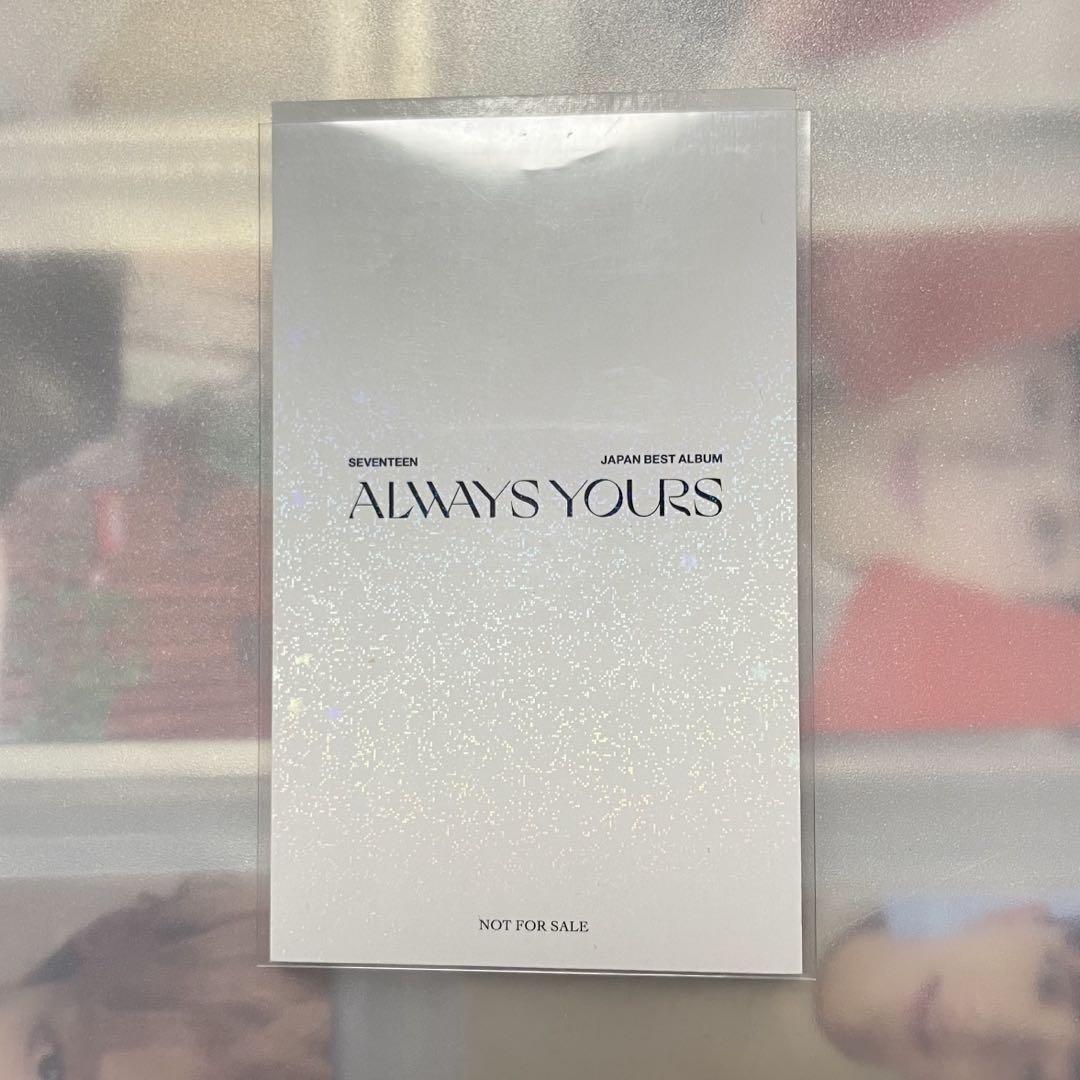 SEVENTEEN JAPAN BEST ALBUM
ALWAYS YOURS
NOT FOR SALE